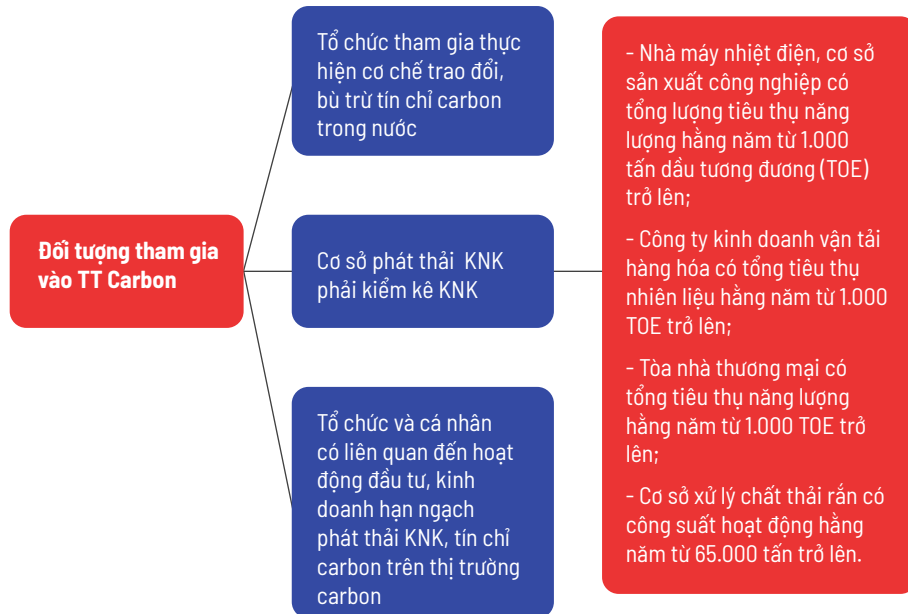 Đối tượng tham gia
vào TT Carbon
Tổ chức tham gia thực
hiện cơ chế trao đổi,
bù trừ tín chỉ carbon
trong nước
Cơ sở phát thải KNK
phải kiểm kê KNK
Tổ chức và cá nhân
có liên quan đến hoạt
động đầu tư, kinh
doanh hạn ngạch
phát thải KNK, tín chỉ
carbon trên thị trường
carbon
- Nhà máy nhiệt điện, cơ sở
sản xuất công nghiệp có
tổng lượng tiêu thụ năng
lượng hằng năm từ 1.000
tấn dầu tương đương (TOE)
trở lên;
- Công ty kinh doanh vận tải
hàng hóa có tổng tiêu thụ
nhiên liệu hằng năm từ 1.000
TOE trở lên;
- Tòa nhà thương mại có
tổng tiêu thụ năng lượng
hằng năm từ 1.000 TOE trở
lên;
- Cơ sở xử lý chất thải rắn có
công suất hoạt động hằng
năm từ 65.000 tấn trở lên.